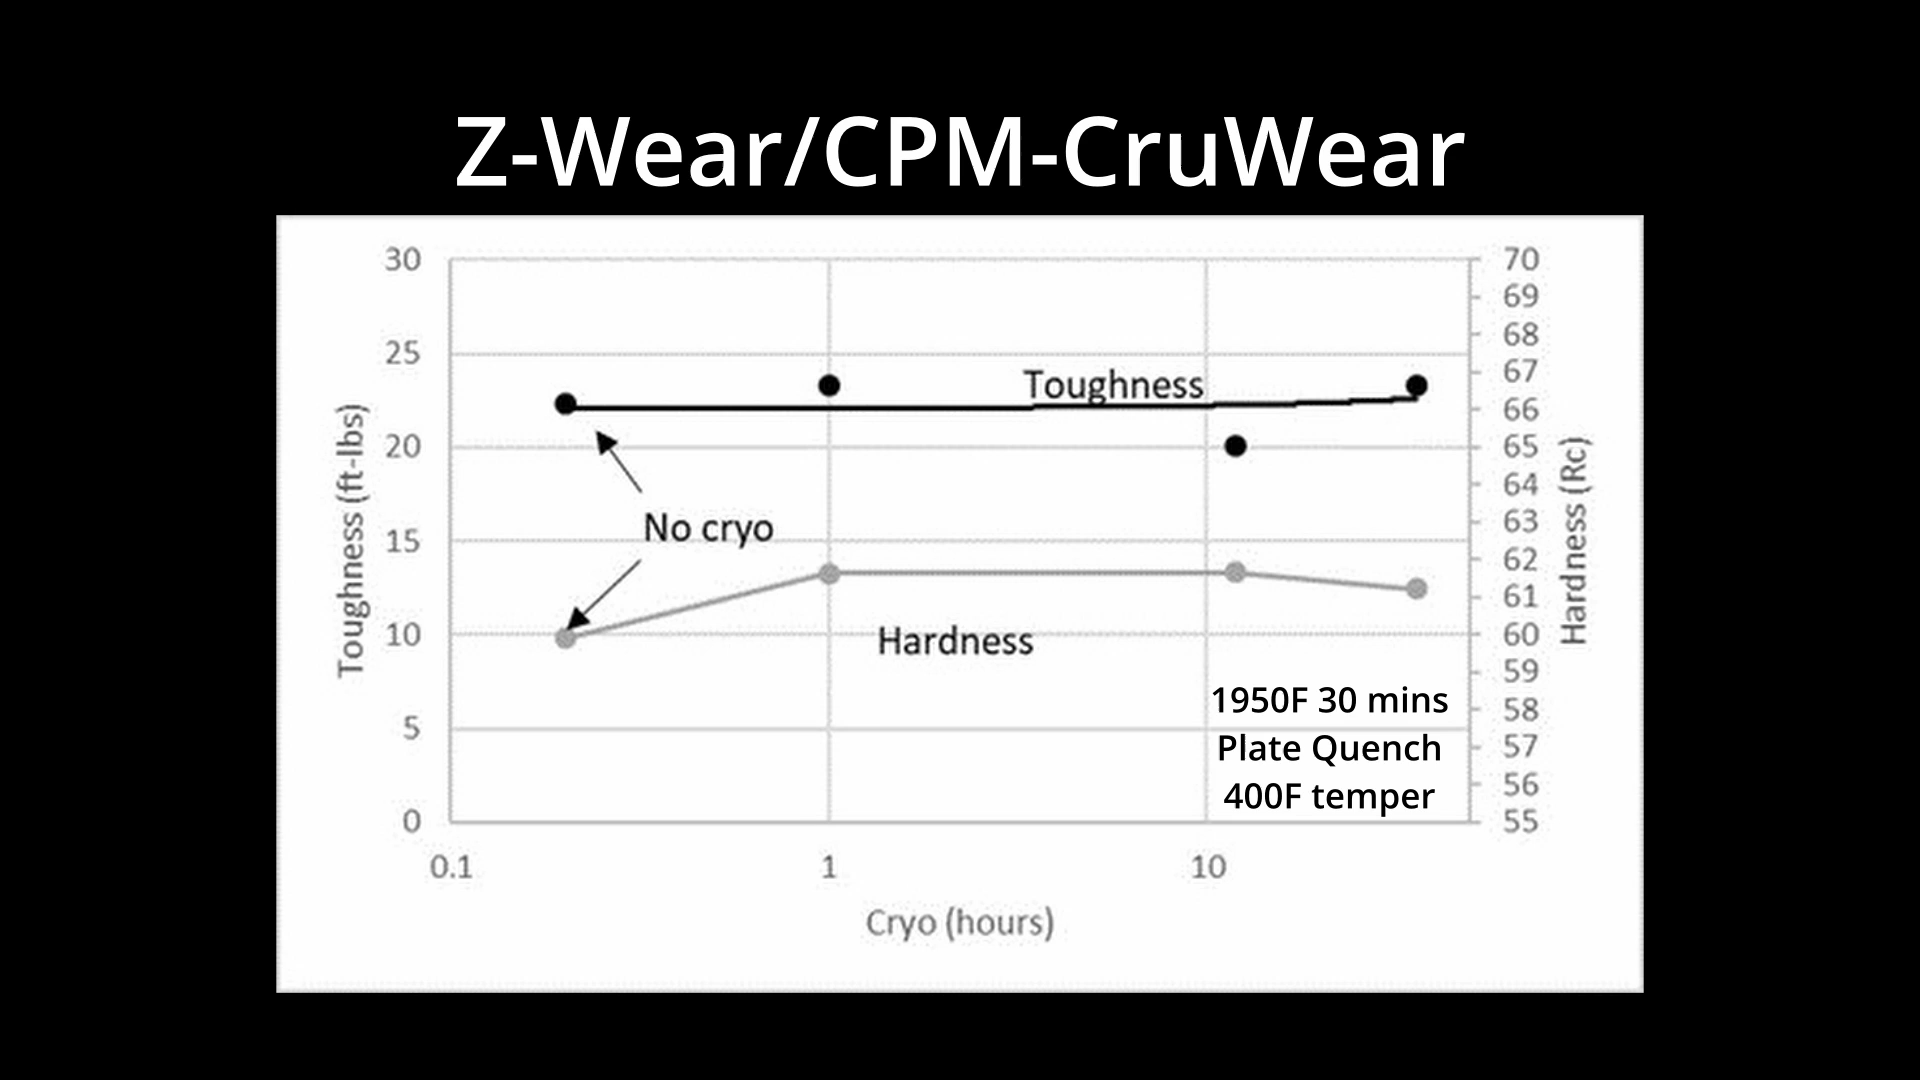 Z-Wear/CPM-CruWear
30
25
20
15
10
5
0
Toughness (ft-lbs)
Toughness
No cryo
Hardness
1950F 30 mins
Plate Quench
400F temper
70
69
68
67
66
65
64
63
62
61
60
59
58
57
56
55
Hardness (Rc)
0.1
1
10
Cryo (hours)